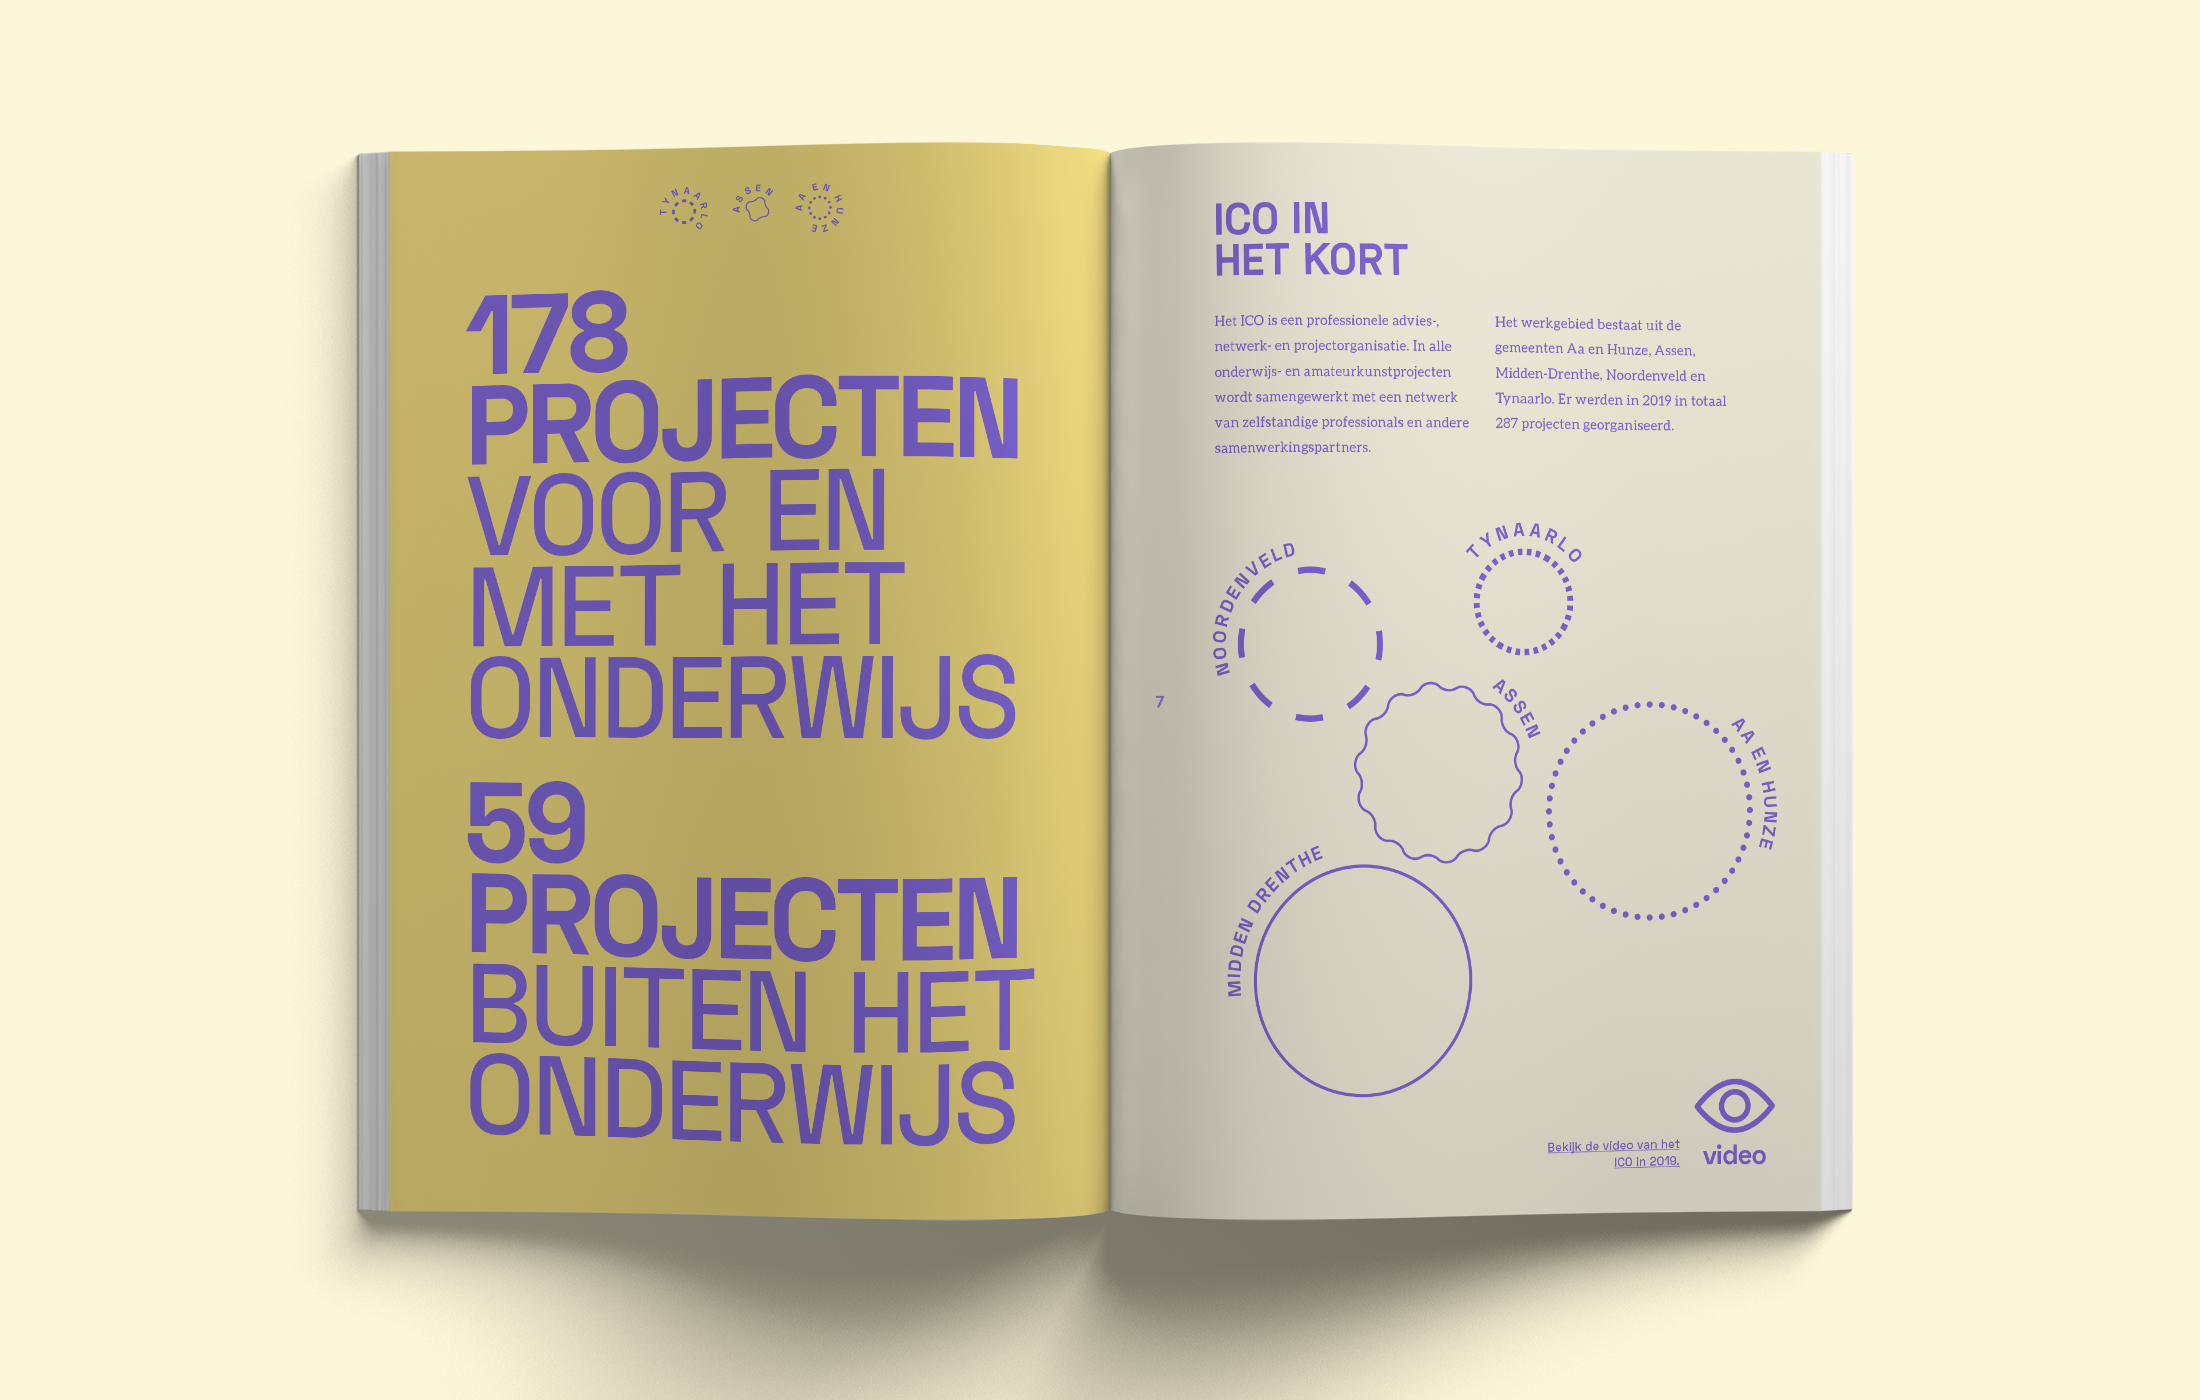 TYNAARLO
ASSEN
AA EN HUNZE
178
PROJECTEN
VOOR EN
MET HET
ONDERWIJS
59
PROJECTEN
BUITEN HET
ONDERWIJS
ICO IN
HET KORT
Het ICO is een professionele advies-,
netwerk- en projectorganisatie. In alle
onderwijs- en amateurkunstprojecten
wordt samengewerkt met een netwerk
van zelfstandige professionals en andere
samenwerkingspartners.
Het werkgebied bestaat uit de
gemeenten Aa en Hunze, Assen,
Midden-Drenthe, Noordenveld en
Tynaarlo. Er werden in 2019 in totaal
287 projecten georganiseerd.
NOORDENVELD
TYNAARLO
7
ASSEN
AA EN HUNZE
MIDDEN DRENTHE
Bekijk de video van het
ICO in 2019.
video